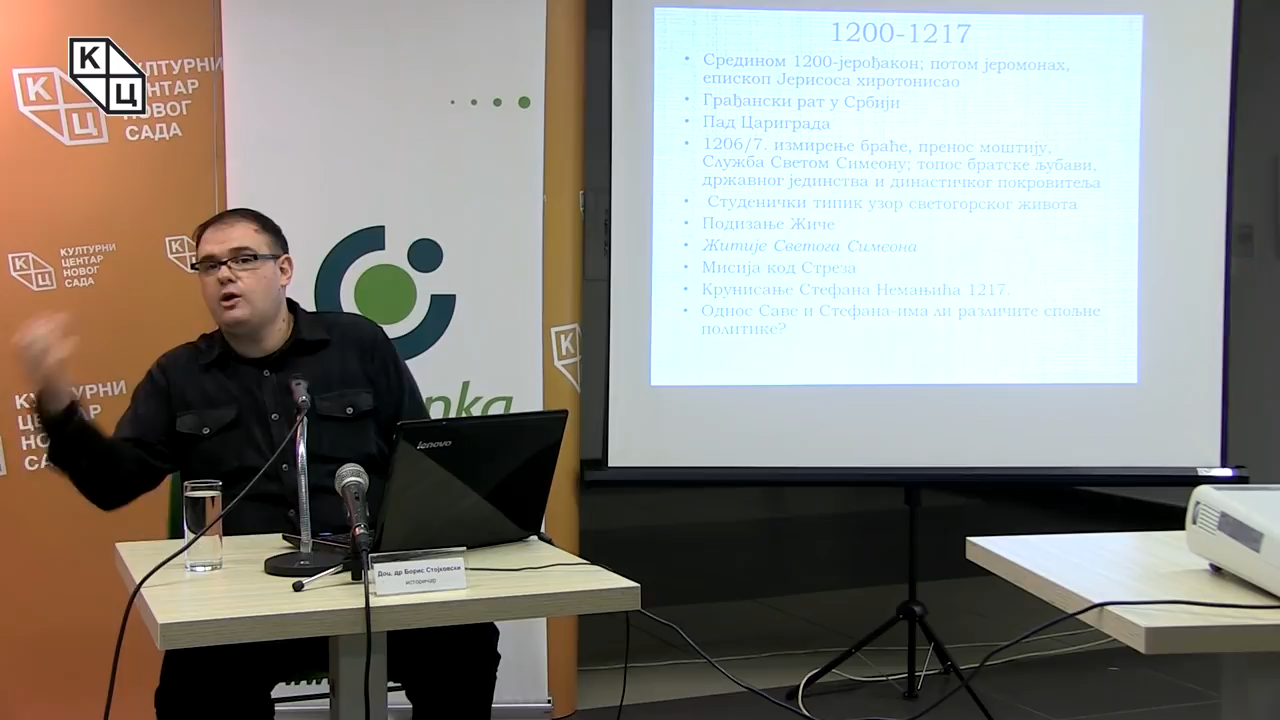 К
Ц
КУЛТУРНИ
ЦЕНТАР
НОВОГ
САДА
К
Ц
КУЛТУРНИ
ЦЕНТАР
НОВОГ
САДА
К
К
1200-1217
• Средином 1200-јерођакон; потом јеромонах,
епископ Јерисоса хиротонисао
• Грађански рат у Србији
• Пад Цариграда
• 1206/7. измирење браће, пренос моштију,
Служба Светом Симеону; топос братске љубави,
државног јединства и династичког покровитеља
• Студенички типик узор светогорског живота
• Подизање Жиче
• Житије Светога Симеона
• Мисија код Стреза
• Крунисање Стефана Немањића 1217.
• Однос Саве и Стефана-има ли различите спољне
политике?
lenovo
Доц. др Борис Стојковски
историчар